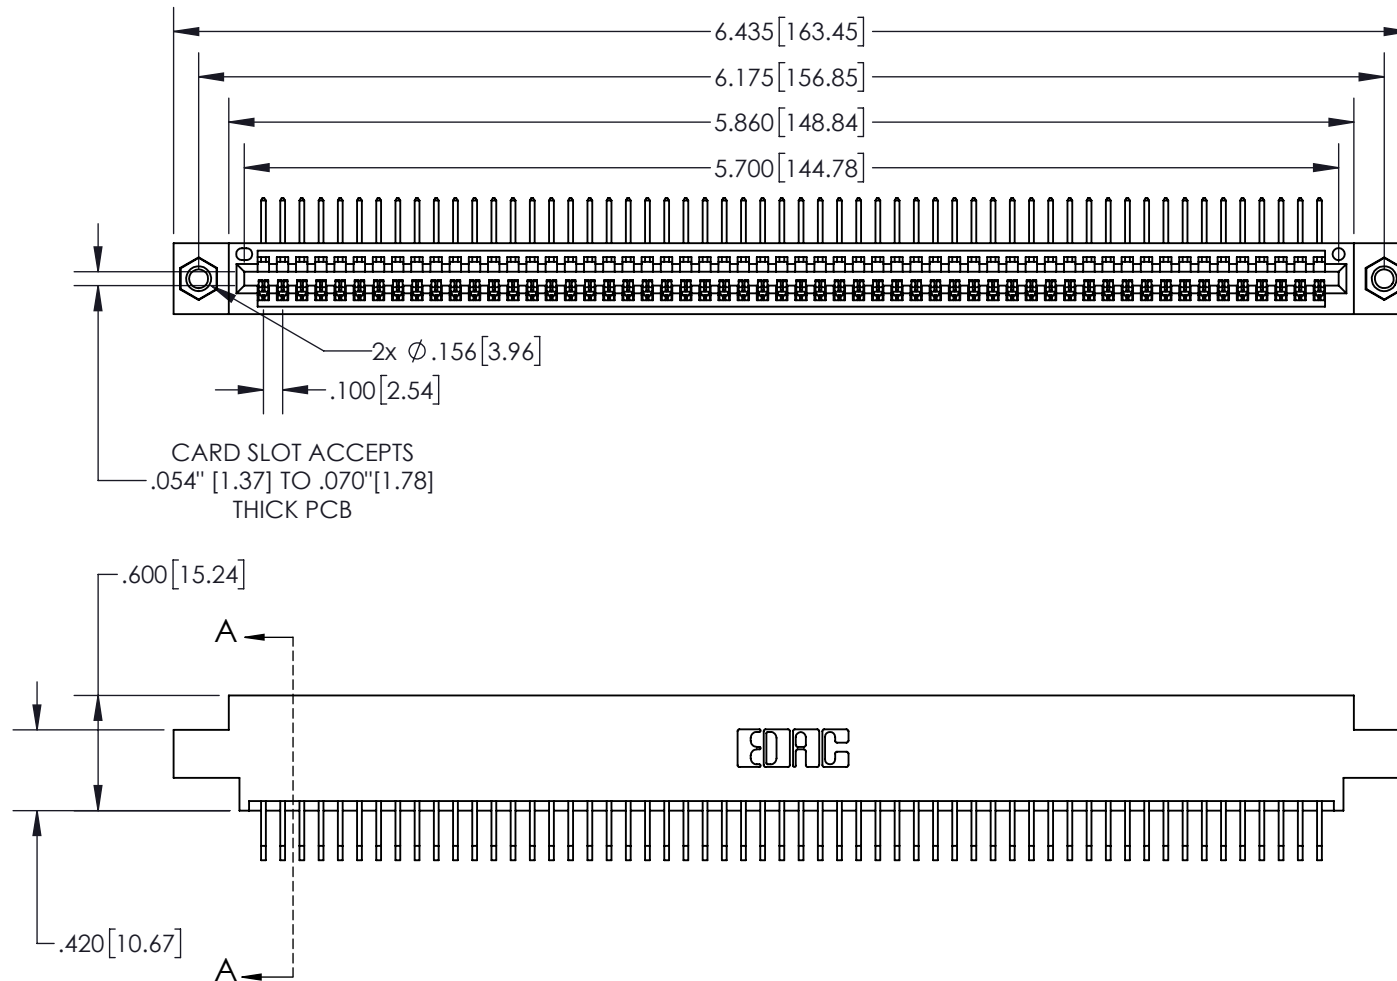 6.435[163.45]
6.175[156.85]
5.860[148.84]
5.700[144.78]
2x Ø.156[3.96]
.100[2.54]
CARD SLOT ACCEPTS
.054" [1.37] TO .070"[1.78]
THICK PCB
.600[15.24]
A
EDAC
.420[10.67]
A